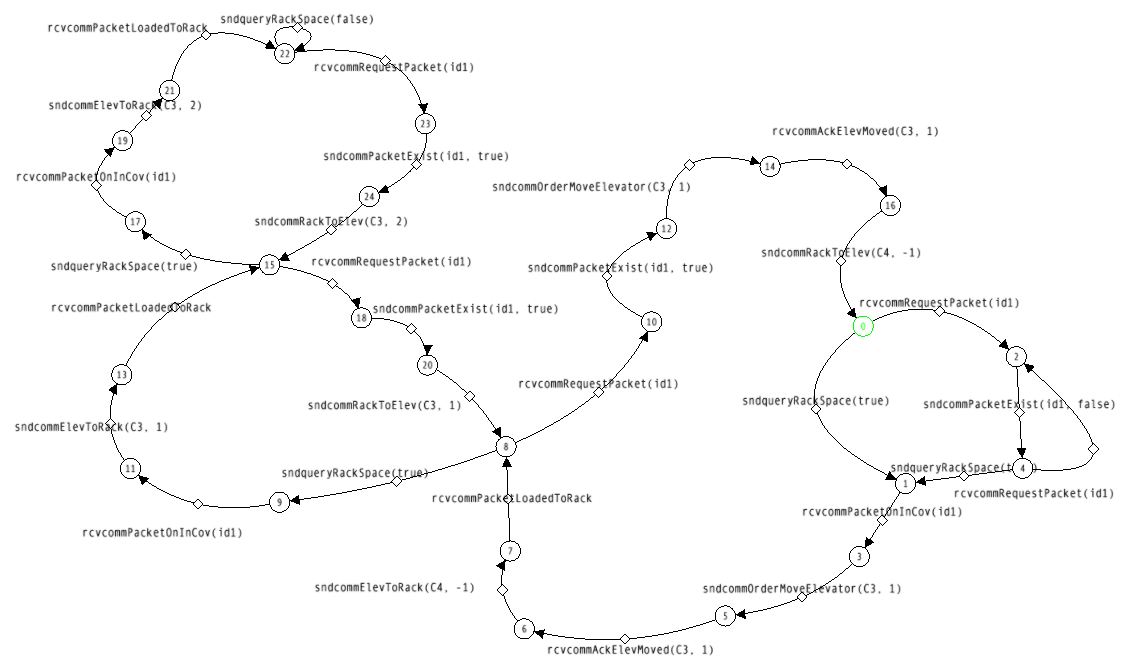 sndqueryRackSpace(false)
rcvcommPacketLoadedToRack
22
rcvcommRequestPacket(id1)
21
sndcommElevToRack(C3, 2)
23
rcvcommAckElevMoved(C3, 1)
19
sndcommPacketExist(id1, true)
14
rcvcommPacketOnInCov(id1)
sndcommOrderMoveElevator(C3, 1)
24
16
17
sndcommRackToElev(C3, 2)
12
sndcommRackToElev(C4, -1)
15
rcvcommRequestPacket(id1)
sndqueryRackSpace(true)
sndcommPacketExist(id1, true)
rcvcommPacketLoadedToRack
sndcommPacketExist(id1, true)
rcvcommRequestPacket(id1)
18
10
0
2
20
13
rcvcommRequestPacket(id1)
sndcommRackToElev(C3, 1)
sndqueryRackSpace(true)
sndcommPacketExist(id1, false)
sndcommElevToRack(C3, 1)
8
11
sndqueryRackSpace(true)
sndqueryRackSpace(t
4
1
9
rcvcommPacketLoadedToRack
rcvcommRequestPacket(id1)
rcvcommPacketOnInCov(id1)
rcvcommPacketOnInCov(id1)
7
3
sndcommElevToRack(C4, -1)
sndcommOrderMoveElevator(C3, 1)
5
6
rcvcommAckElevMoved(C3, 1)